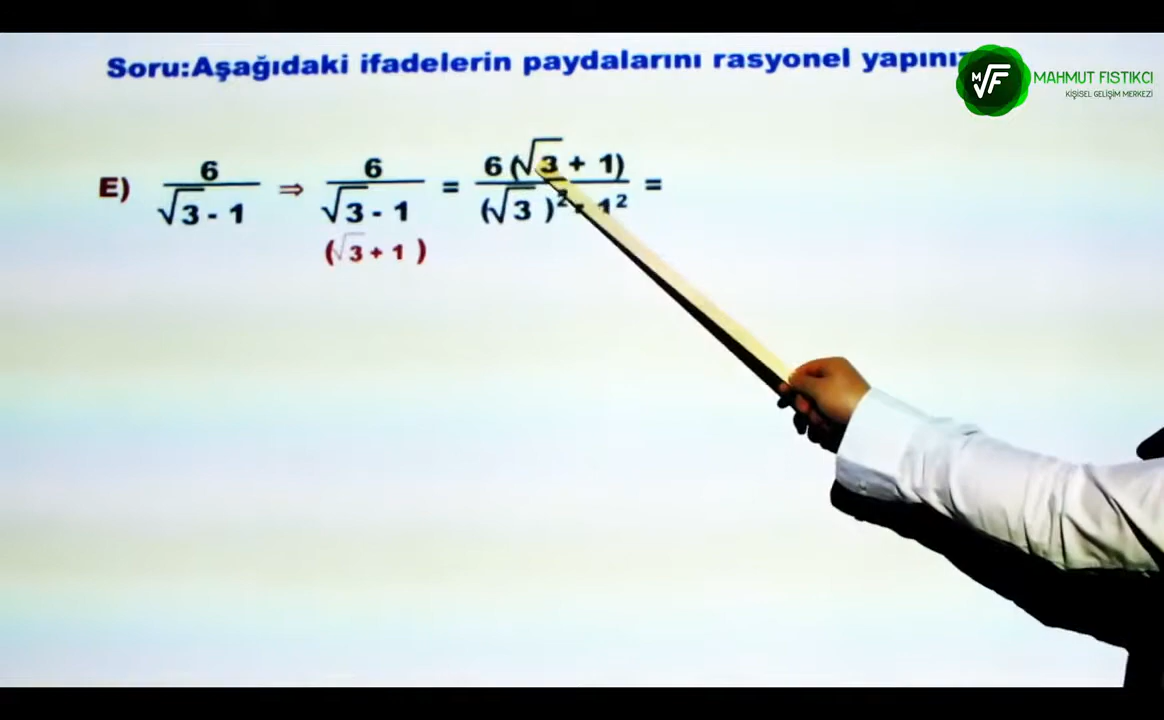 Soru:Aşağıdaki ifadelerin paydalarını rasyonel yapınız
MVF MAHMUT FISTIKCI
KİŞİSEL GELİŞİM MERKEZİ
E) 6/(√3 - 1) ⇒ 6/(√3 - 1) = 6(√3 + 1)/((√3)² - 1²) =
(√3 + 1)